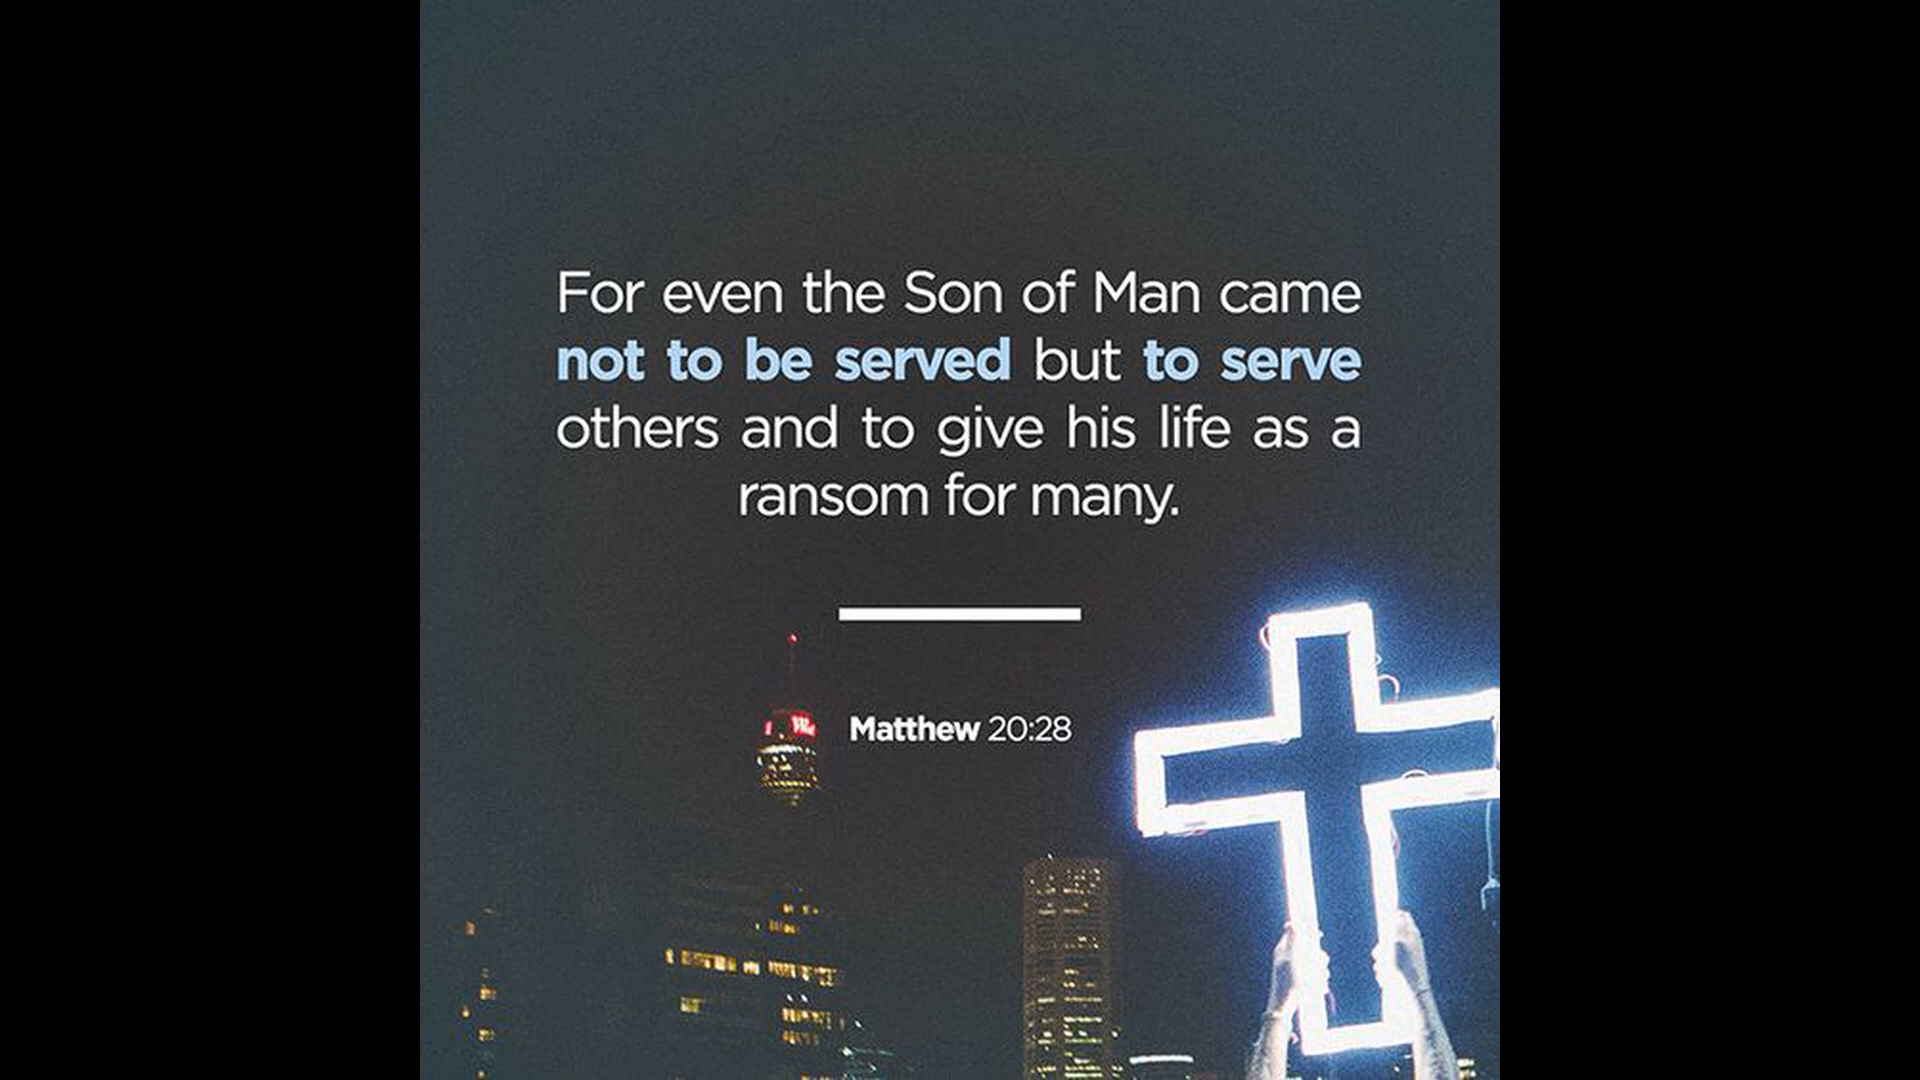 For even the Son of Man came
not to be served but to serve
others and to give his life as a
ransom for many.
Matthew 20:28